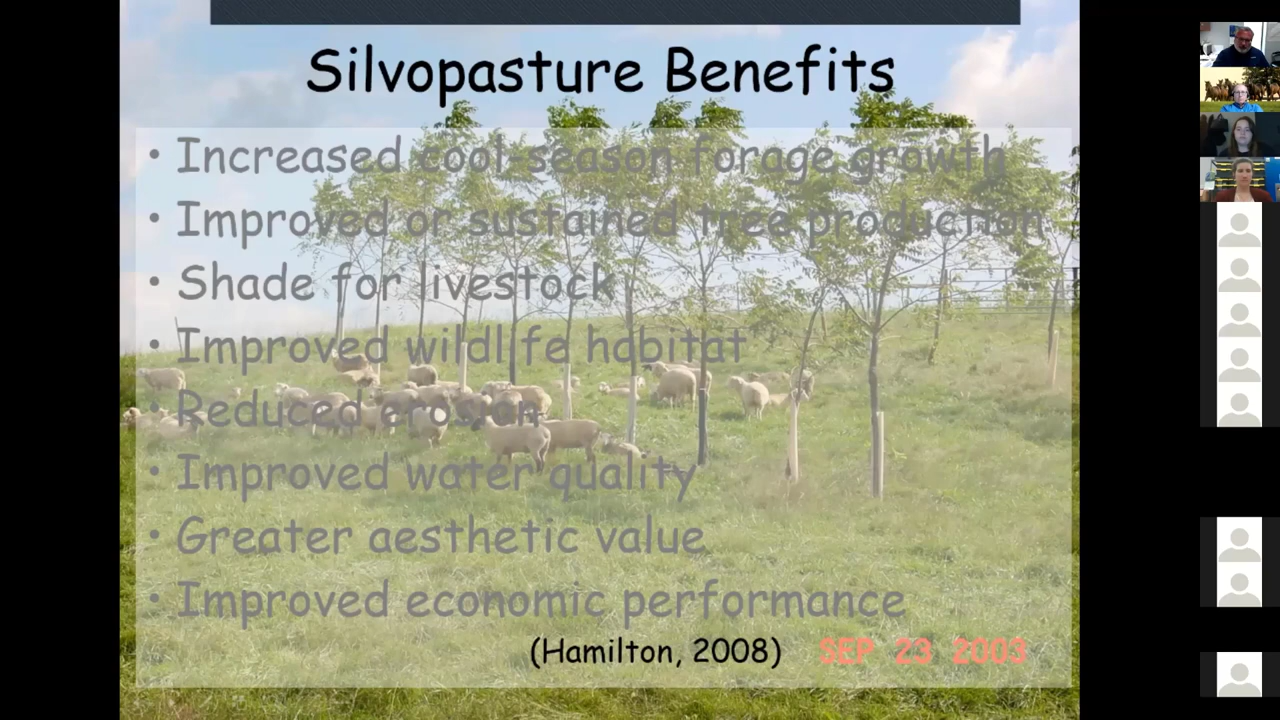 Silvopasture Benefits
• Increased cool-season forage growth
• Improved or sustained tree production
• Shade for livestock
• Improved wildlife habitat
• Reduced erosion
• Improved water quality
• Greater aesthetic value
• Improved economic performance
(Hamilton, 2008) SEP 23 2003